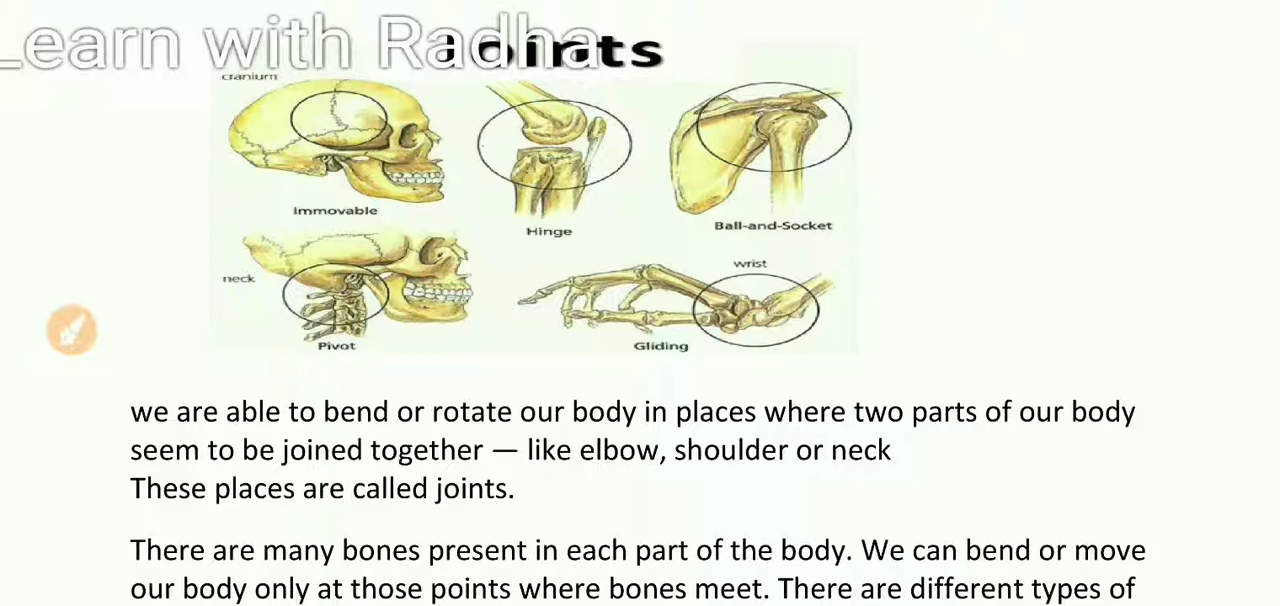 Learn with Radha
Joints
cranium
Immovable
Hinge
Ball-and-Socket
neck
wrist
Pivot
Gliding
we are able to bend or rotate our body in places where two parts of our body
seem to be joined together — like elbow, shoulder or neck
These places are called joints.
There are many bones present in each part of the body. We can bend or move
our body only at those points where bones meet. There are different types of